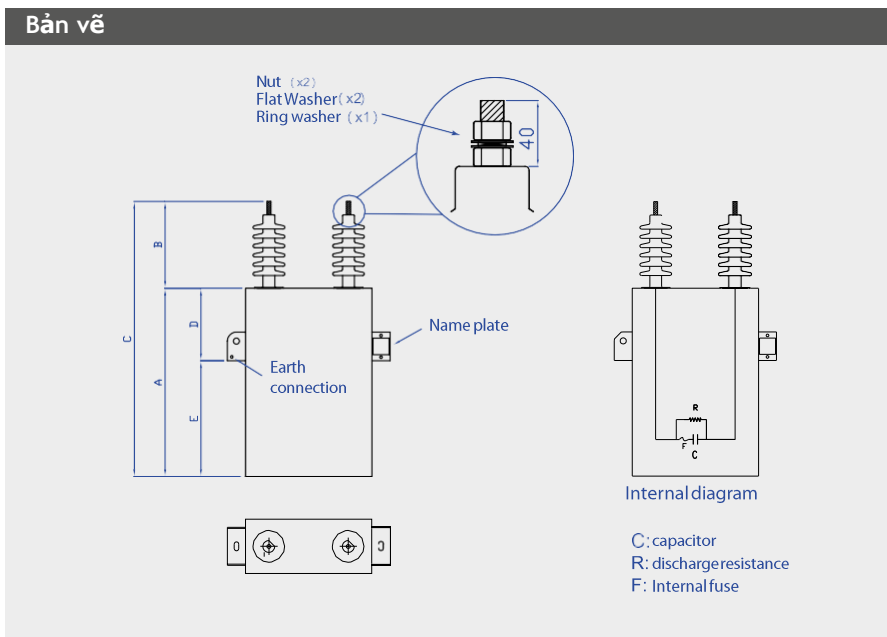 Bản vẽ
Nut (x2)
Flat Washer(x2)
Ring washer (x1)
40
B
C
D
A
E
Name plate
Earth
connection
R
F
C
Internal diagram
C: capacitor
R: discharge resistance
F: Internal fuse